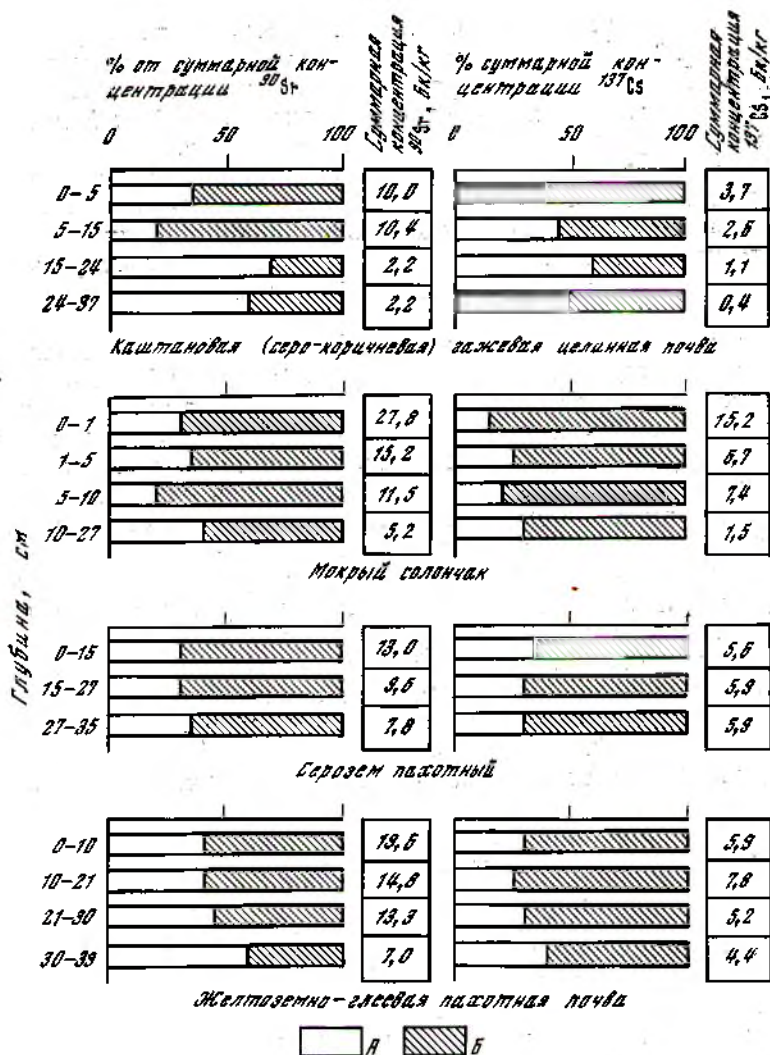 % от суммарной кон-
центрации ⁹⁰Sr
Суммарная концентрация ⁹⁰Sr, Бк/кг
% суммарной кон-
центрации ¹³⁷Cs
Суммарная концентрация ¹³⁷Cs, Бк/кг
0 50 100 50 100
0-5 10,0 3,7
5-15 10,4 2,6
15-24 2,2 1,1
24-37 2,2 0,4
Каштановая (серо-коричневая) гажевая целинная почва
0-1 27,8 15,2
1-5 15,2 6,7
5-10 11,5 7,4
10-27 5,2 1,5
Мокрый солончак
Глубина, см
0-15 13,0 5,6
15-27 9,6 5,9
27-35 7,8 5,9
Серозем пахотный
0-10 19,6 5,9
10-21 14,8 7,8
21-30 13,3 5,2
30-39 7,0 4,4
Желтоземно-глеевая пахотная почва
А Б